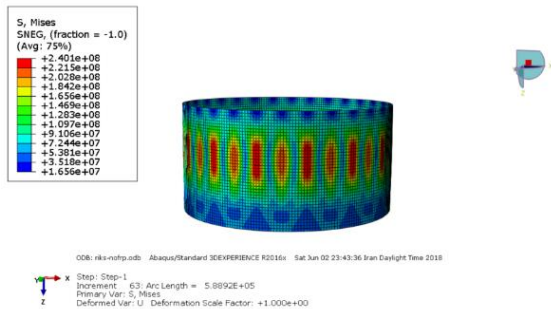 S, Mises
SNEG, (fraction = -1.0)
(Avg: 75%)
+2.401e+08
+2.215e+08
+2.028e+08
+1.842e+08
+1.656e+08
+1.469e+08
+1.283e+08
+1.097e+08
+9.106e+07
+7.244e+07
+5.381e+07
+3.518e+07
+1.656e+07
Z
ODB: riks-nofrp.odb Abaqus/Standard 3DEXPERIENCE R2016x Sat Jun 02 23:43:36 Iran Daylight Time 2018
Y X
Z
Step: Step-1
Increment 63: Arc Length = 5.8892E+05
Primary Var: S, Mises
Deformed Var: U Deformation Scale Factor: +1.000e+00